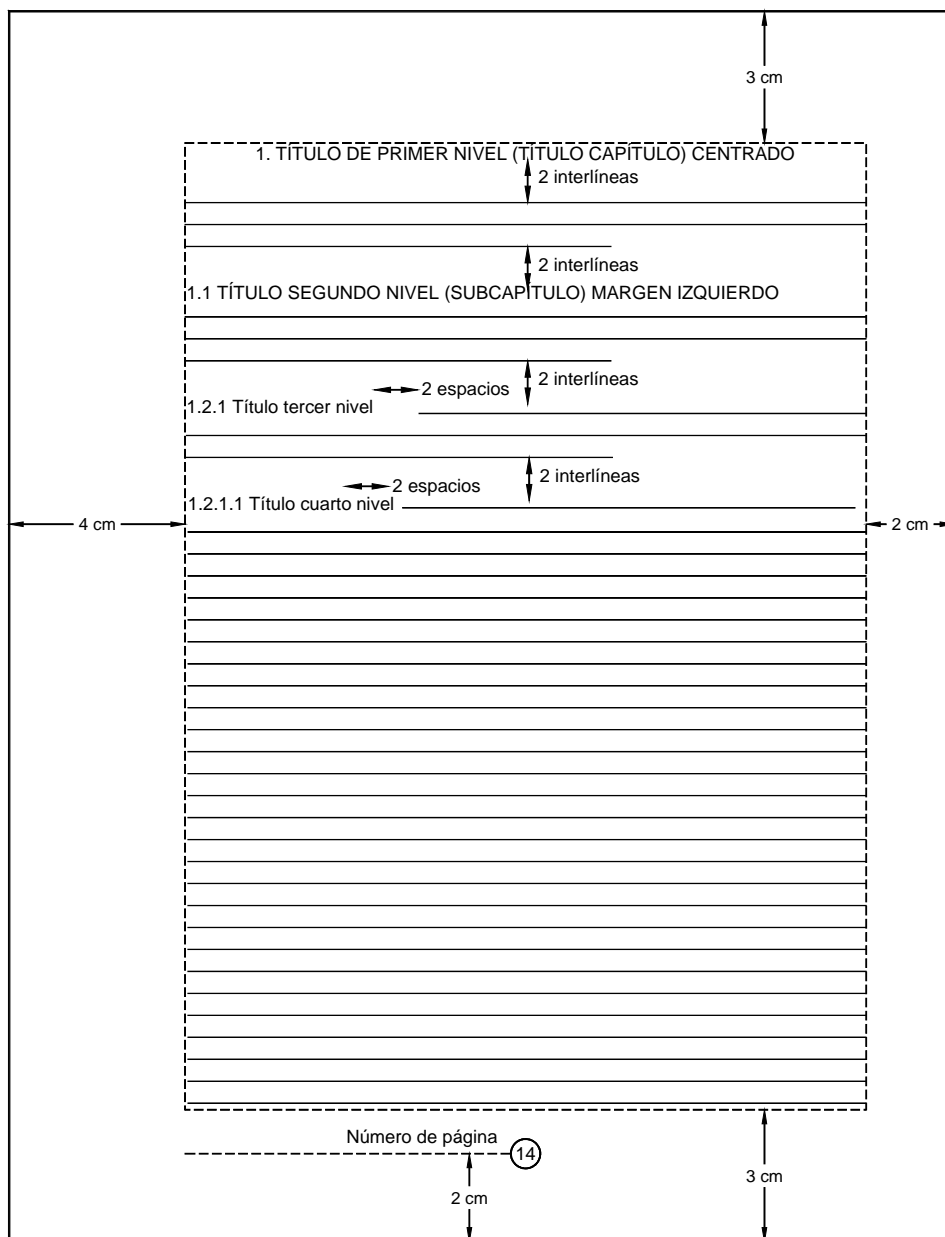 3 cm
1. TÍTULO DE PRIMER NIVEL (TÍTULO CAPÍTULO) CENTRADO
2 interlíneas
2 interlíneas
1.1 TÍTULO SEGUNDO NIVEL (SUBCAPÍTULO) MARGEN IZQUIERDO
2 interlíneas
2 espacios
1.2.1 Título tercer nivel
2 interlíneas
2 espacios
1.2.1.1 Título cuarto nivel
4 cm
2 cm
Número de página
14
3 cm
2 cm